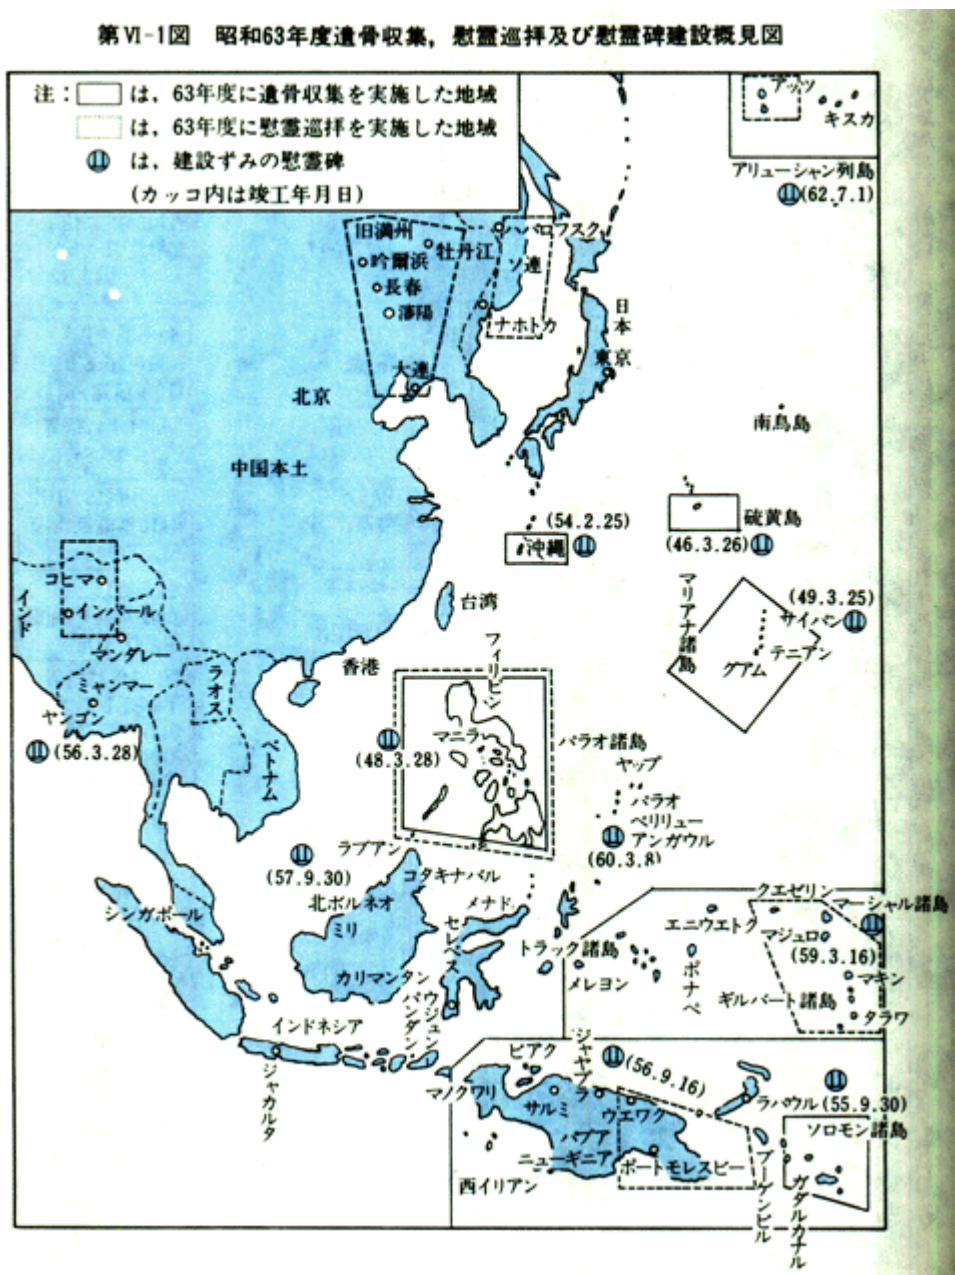 第Ⅵ-1図 昭和63年度遺骨収集，慰霊巡拝及び慰霊碑建設概見図
注：は，63年度に遺骨収集を実施した地域
は，63年度に慰霊巡拝を実施した地域
は，建設ずみの慰霊碑
(カッコ内は竣工年月日)
アッツ
キスカ
アリューシャン列島
(62.7.1)
旧満州
牡丹江
吟爾浜
長春
瀋陽
大連
ハバロフスク
ソ連
ナホトカ
日本
東京
北京
中国本土
南鳥島
硫黄島
(46.3.26)
(54.2.25)
沖縄
台湾
香港
コヒマ
インパール
インド
マンダレー
ミャンマー
ヤンゴン
(56.3.28)
ラオス
ベトナム
マリアナ諸島
(49.3.25)
サイパン
テニアン
グアム
フィリピン
マニラ
(48.3.28)
パラオ諸島
ヤップ
パラオ
ペリリュー
アンガウル
(60.3.8)
ラブアン
(57.9.30)
コタキナバル
北ボルネオ
ミリ
カリマンタン
シンガポール
メナド
セレベス
ウジュン
パンダン
インドネシア
ジャカルタ
トラック諸島
メレヨン
エニウエトク
ポナペ
クエゼリン
マーシャル諸島
マジュロ
(59.3.16)
マキン
ギルバート諸島
タラワ
ビアク
マノクワリ
ジャヤプラ
サルミ
ウエワク
(56.9.16)
パプア
ニューギニア
ポートモレスビー
西イリアン
ラバウル(55.9.30)
ソロモン諸島
ブーゲンビル
ガダルカナル